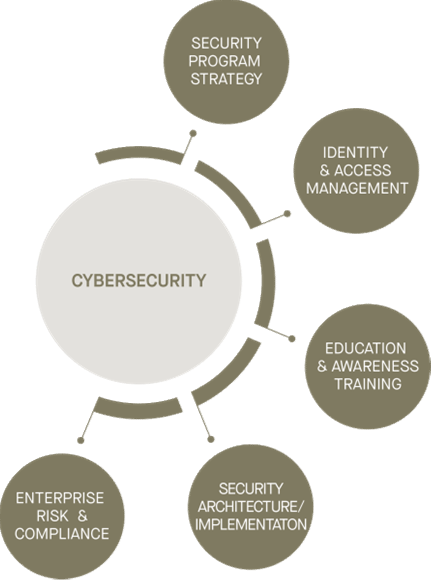 SECURITY
PROGRAM
STRATEGY
IDENTITY
& ACCESS
MANAGEMENT
CYBERSECURITY
EDUCATION
& AWARENESS
TRAINING
SECURITY
ARCHITECTURE/
IMPLEMENTATON
ENTERPRISE
RISK &
COMPLIANCE